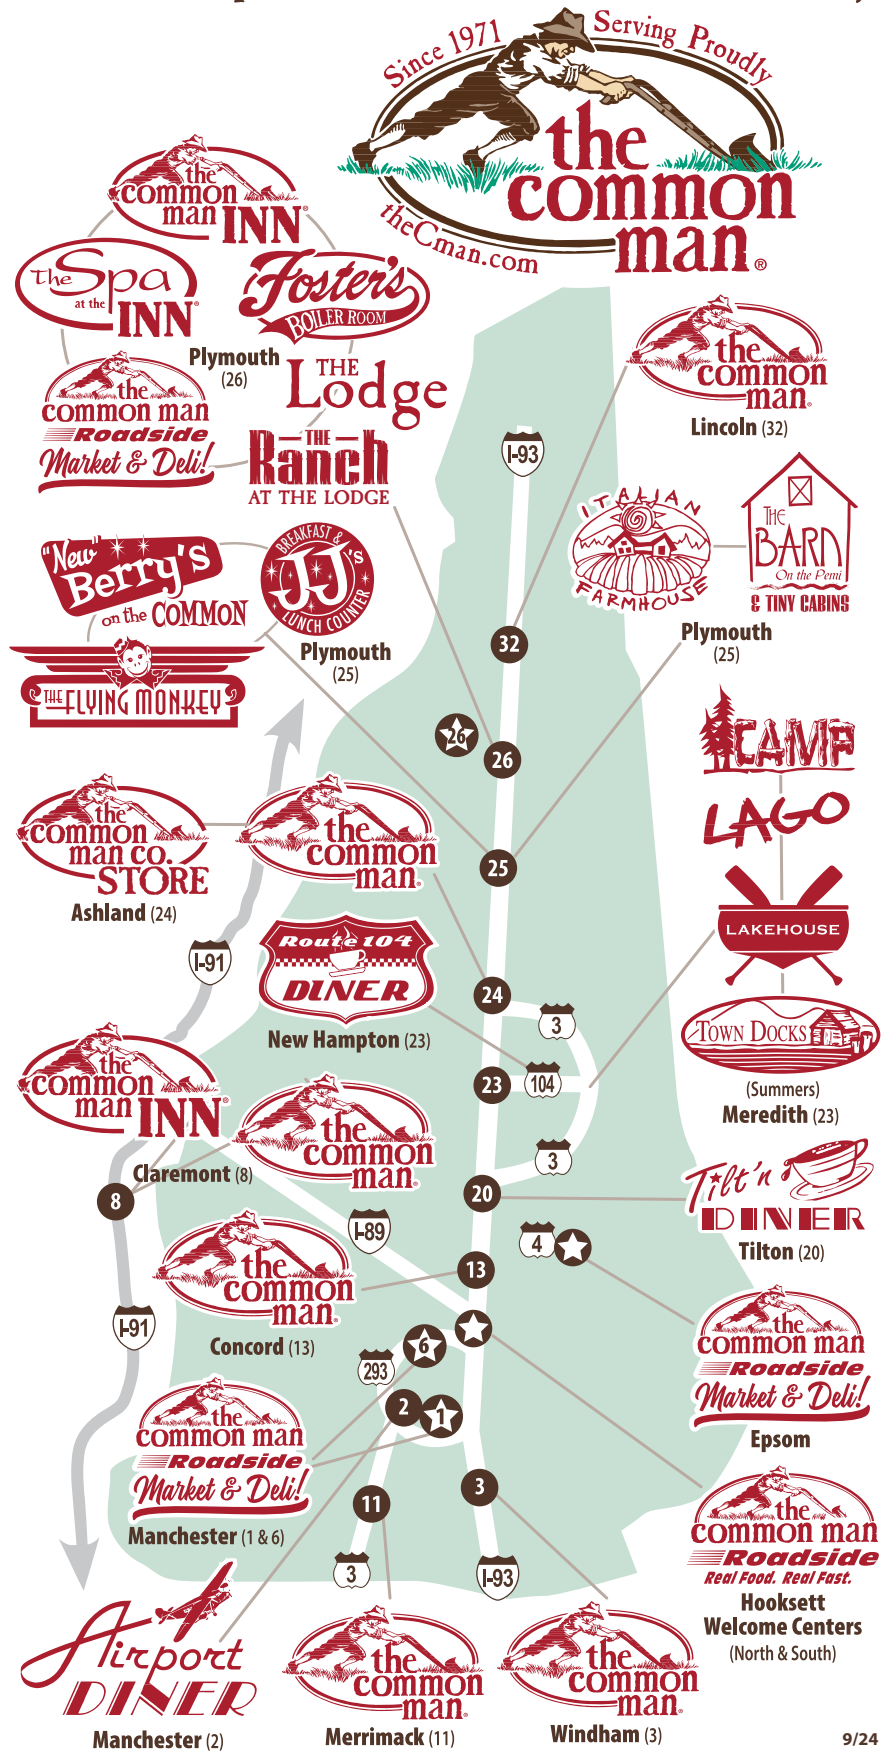 Since 1971
Serving Proudly
the
common
man®
theCman.com
the
common
man INN®
The Spa
at the INN®
Foster's
BOILER ROOM
Plymouth
(26)
THE
Lodge
the
common man
Roadside
Market & Deli!
THE
Ranch
AT THE LODGE
the
common
man®
Lincoln (32)
I-93
ITALIAN
FARMHOUSE
THE
BARN
On the Pemi
& TINY CABINS
Plymouth
(25)
"New"
Berry's
on the COMMON
BREAKFAST &
JJ's
LUNCH COUNTER
Plymouth
(25)
THE FLYING MONKEY
32
26
26
25
CAMP
LAGO
LAKEHOUSE
TOWN DOCKS
(Summers)
Meredith (23)
the
common
man co.
STORE
Ashland (24)
the
common
man®
I-91
Route 104
DINER
New Hampton (23)
24
3
23
104
3
20
the
common
man INN®
the
common
man®
Claremont (8)
8
I-89
4
Tilt'n
DINER
Tilton (20)
the
common
man®
Concord (13)
13
I-91
6
293
2
1
the
common man
Roadside
Market & Deli!
Epsom
the
common man
Roadside
Market & Deli!
Manchester (1 & 6)
11
3
3
I-93
the
common man
Roadside
Real Food. Real Fast.
Hooksett
Welcome Centers
(North & South)
Airport
DINER
Manchester (2)
the
common
man®
Merrimack (11)
the
common
man®
Windham (3)
9/24